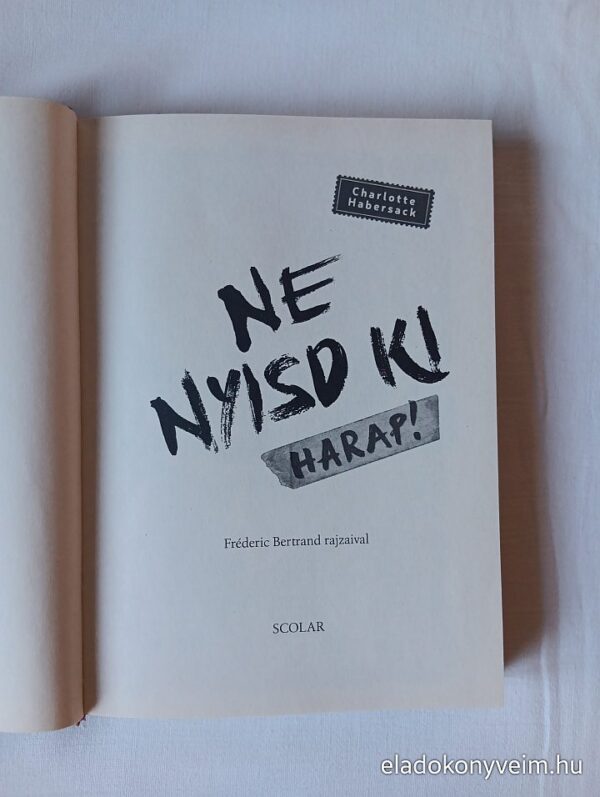 Charlotte
Habersack
NE
NYISD KI
HARAP!
Fréderic Bertrand rajzaival
SCOLAR
eladokonyveim.hu